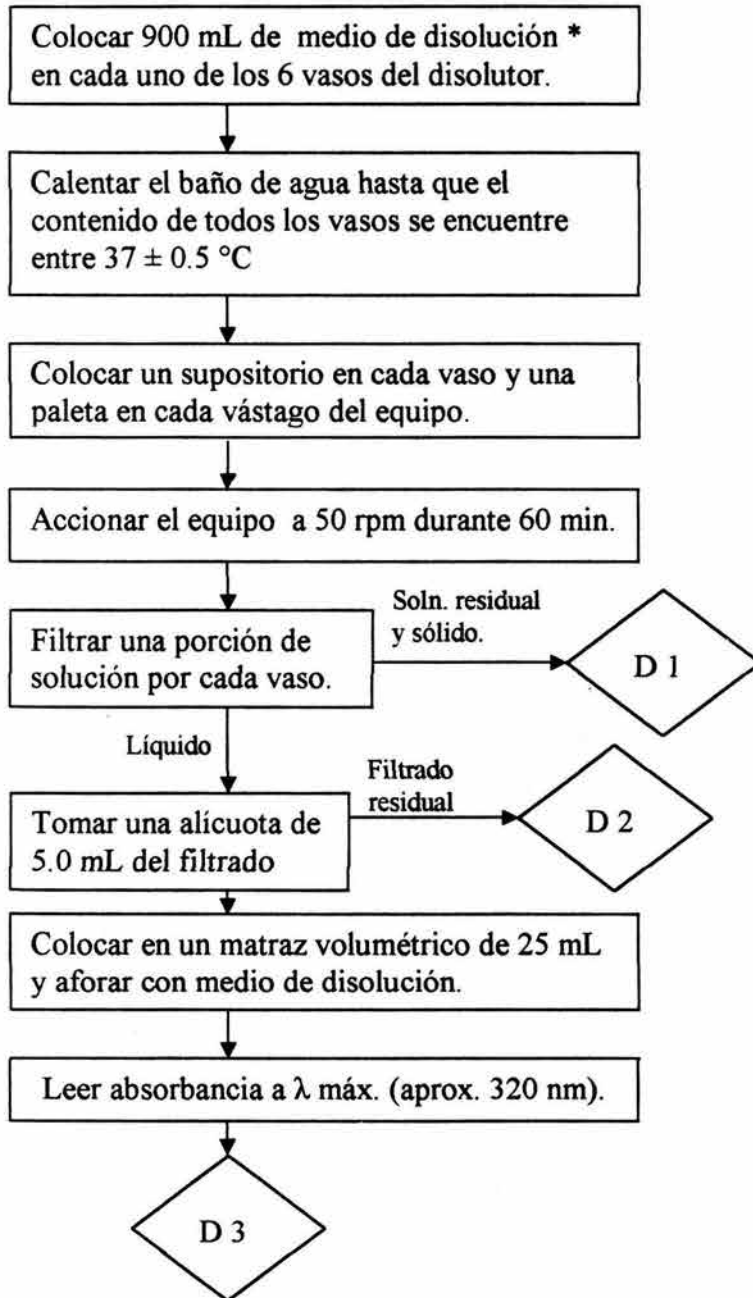 Colocar 900 mL de medio de disolución *
en cada uno de los 6 vasos del disolutor.
Calentar el baño de agua hasta que el
contenido de todos los vasos se encuentre
entre 37 ± 0.5 °C
Colocar un supositorio en cada vaso y una
paleta en cada vástago del equipo.
Accionar el equipo a 50 rpm durante 60 min.
Filtrar una porción de
solución por cada vaso.
Soln. residual
y sólido.
D 1
Líquido
Filtrado
residual
D 2
Tomar una alícuota de
5.0 mL del filtrado
Colocar en un matraz volumétrico de 25 mL
y aforar con medio de disolución.
Leer absorbancia a λ máx. (aprox. 320 nm).
D 3